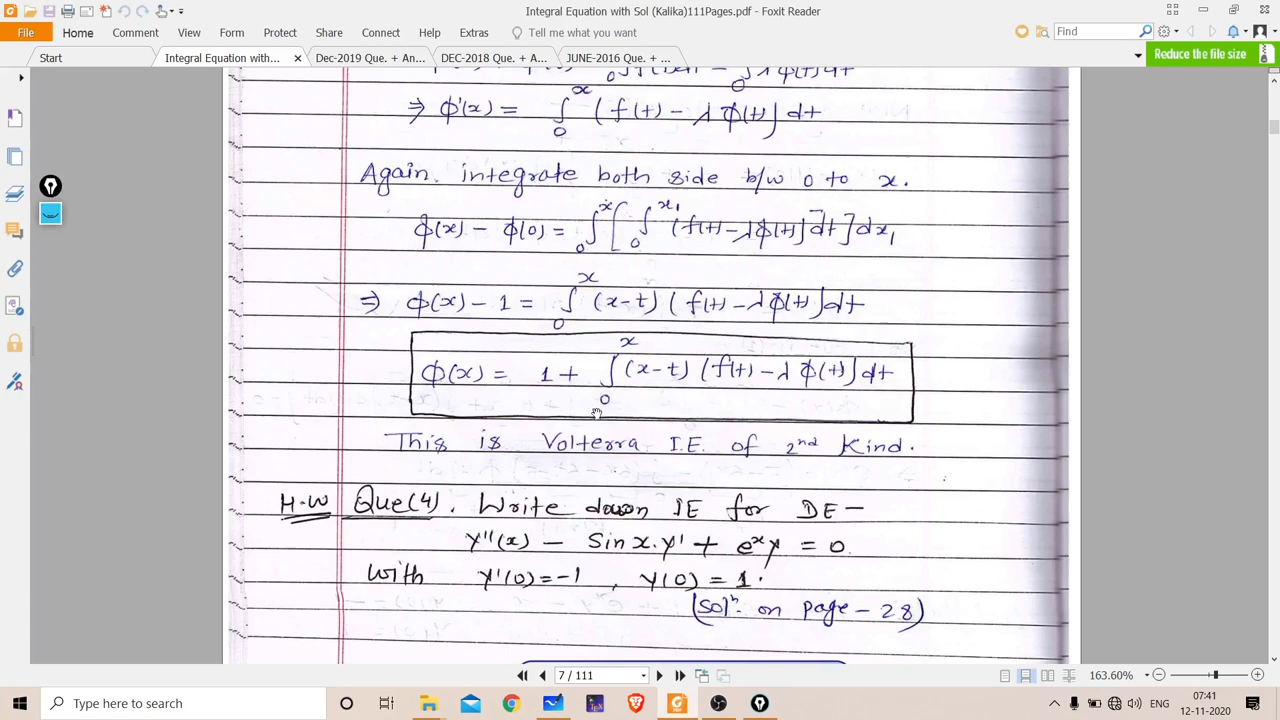 Integral Equation with Sol (Kalika)111Pages.pdf - Foxit Reader
File Home Comment View Form Protect Share Connect Help Extras Tell me what you want to do... Find
Start Integral Equation with... Dec-2019 Que. + An... DEC-2018 Que. + A... JUNE-2016 Que. + ... Reduce the file size
⇒ ϕ'(x) = ∫₀ˣ (f(t) - λ ϕ(t)) dt
Again. integrate both side b/w 0 to x.
ϕ(x) - ϕ(0) = ∫₀ˣ [ ∫₀^x₁ (f(t) - λϕ(t)) dt ] dx₁
⇒ ϕ(x) - 1 = ∫₀ˣ (x-t) (f(t) - λϕ(t)) dt
ϕ(x) = 1 + ∫₀ˣ (x-t) (f(t) - λ ϕ(t)) dt
This is Volterra I.E. of 2nd Kind.
H.W Que(4). Write down IE for DE-
y''(x) - Sin x. y' + eˣy = 0.
with y'(0) = -1 , y(0) = 1.
(Solⁿ. on page - 28)
7 / 111 163.60%
Type here to search ENG 07:41
12-11-2020